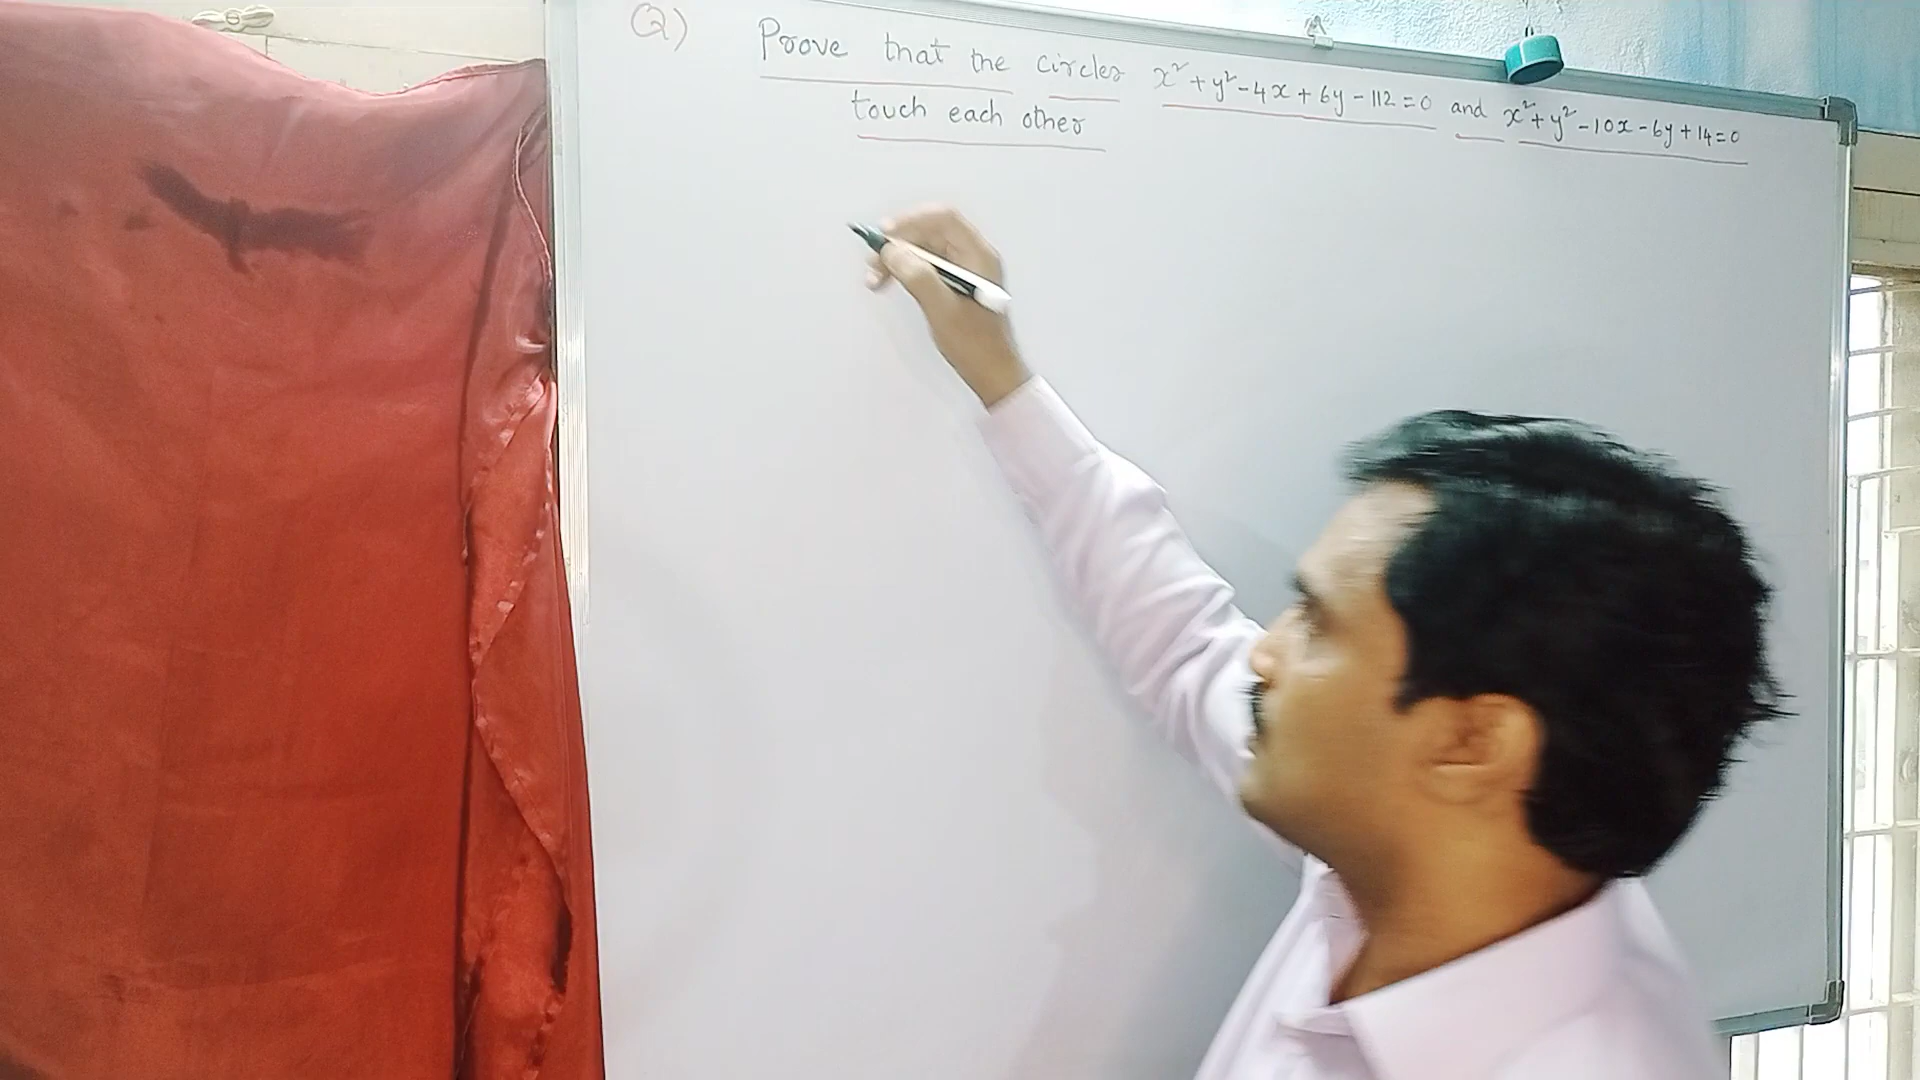 Q) Prove that the circles x²+y²-4x+6y-112=0 and x²+y²-10x-6y+14=0
touch each other